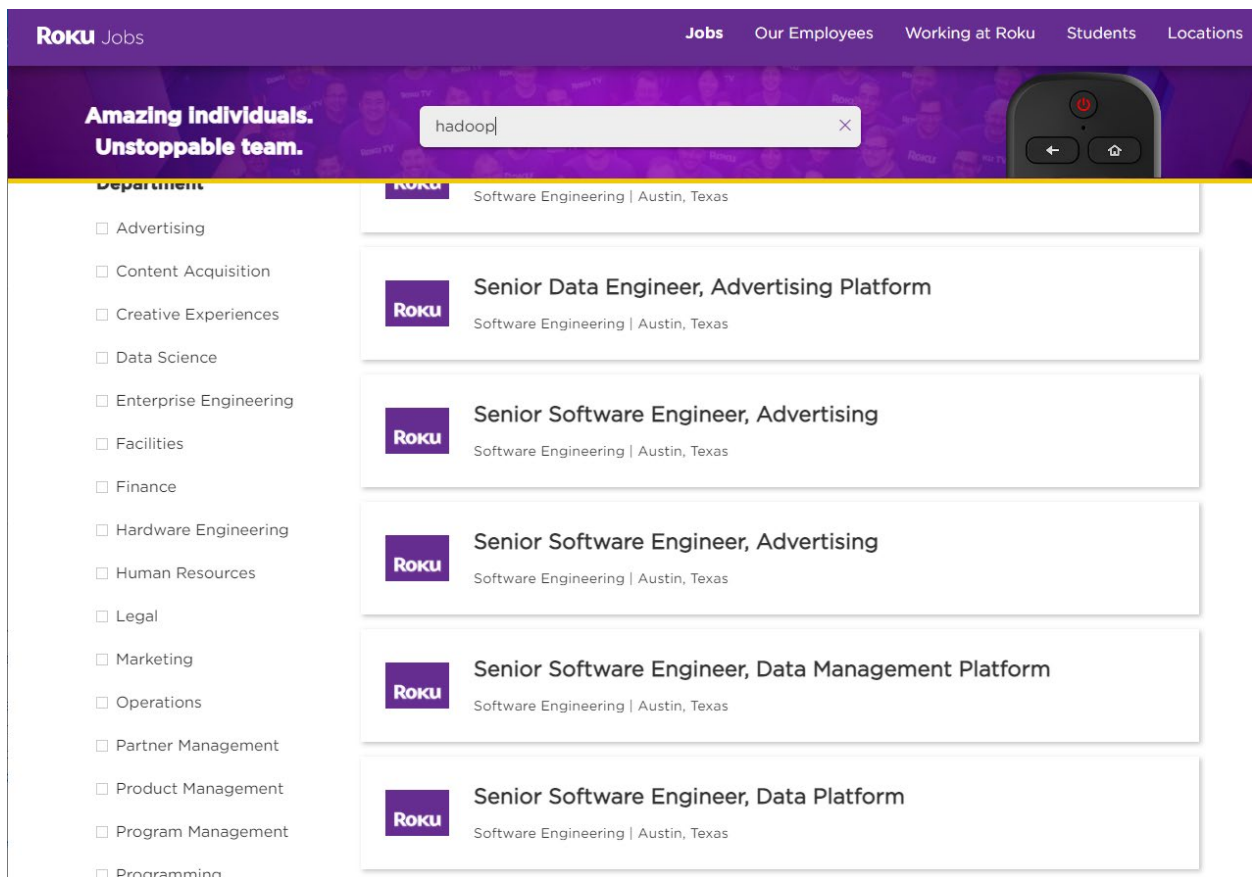 ROKU Jobs
Jobs
Our Employees
Working at Roku
Students
Locations
Amazing individuals.
Unstoppable team.
hadoop
Department
Advertising
Content Acquisition
Creative Experiences
Data Science
Enterprise Engineering
Facilities
Finance
Hardware Engineering
Human Resources
Legal
Marketing
Operations
Partner Management
Product Management
Program Management
Programming
ROKU
Software Engineering | Austin, Texas
ROKU
Senior Data Engineer, Advertising Platform
Software Engineering | Austin, Texas
ROKU
Senior Software Engineer, Advertising
Software Engineering | Austin, Texas
ROKU
Senior Software Engineer, Advertising
Software Engineering | Austin, Texas
ROKU
Senior Software Engineer, Data Management Platform
Software Engineering | Austin, Texas
ROKU
Senior Software Engineer, Data Platform
Software Engineering | Austin, Texas